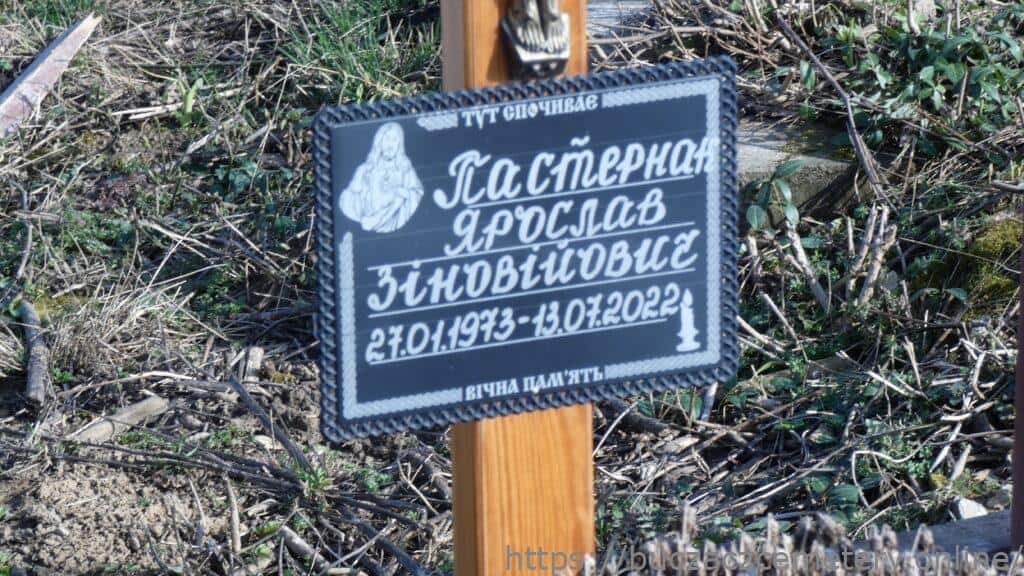 ТУТ СПОЧИВАЄ
Пастернак
Ярослав
Зіновійович
27.01.1973-13.07.2022
ВІЧНА ПАМ'ЯТЬ